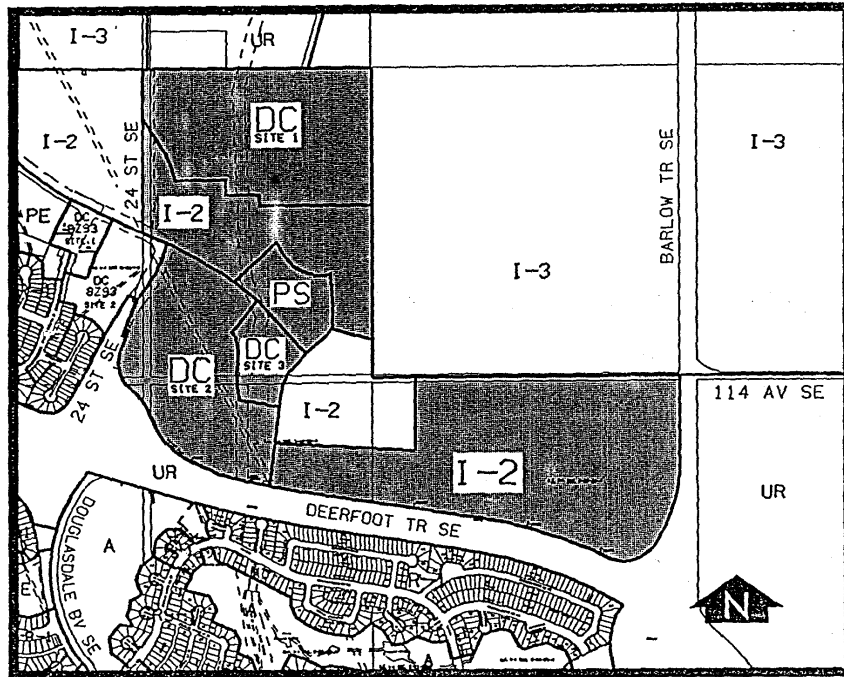 I-3
UR
DC
SITE 1
I-2
24 ST SE
I-3
BARLOW TR SE
PE
DC
8Z93
SITE 1
I-2
DC
8Z93
SITE 2
I-3
PS
DC
SITE 3
DC
SITE 2
24 ST SE
I-2
114 AV SE
I-2
UR
UR
DEERFOOT TR SE
DOUGLASDALE BV SE
A
E
R
N
A